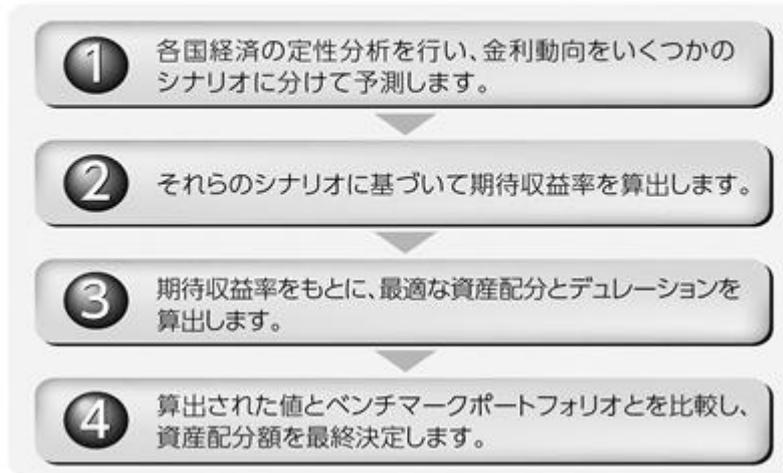 1 各国経済の定性分析を行い、金利動向をいくつかの
シナリオに分けて予測します。
2 それらのシナリオに基づいて期待収益率を算出します。
3 期待収益率をもとに、最適な資産配分とデュレーションを
算出します。
4 算出された値とベンチマークポートフォリオとを比較し、
資産配分額を最終決定します。